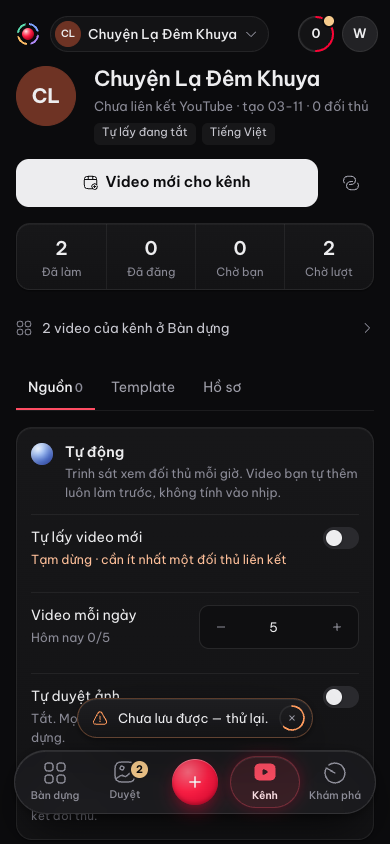 CL Chuyện Lạ Đêm Khuya 0 W
CL
Chuyện Lạ Đêm Khuya
Chưa liên kết YouTube · tạo 03-11 · 0 đối thủ
Tự lấy đang tắt Tiếng Việt
Video mới cho kênh
2 0 0 2
Đã làm Đã đăng Chờ bạn Chờ lượt
2 video của kênh ở Bàn dựng
Nguồn 0 Template Hồ sơ
Tự động
Trinh sát xem đối thủ mỗi giờ. Video bạn tự thêm
luôn làm trước, không tính vào nhịp.
Tự lấy video mới
Tạm dừng · cần ít nhất một đối thủ liên kết
Video mỗi ngày
Hôm nay 0/5
− 5 +
Tự duyệt ảnh
Tắt.
Chưa lưu được — thử lại. ×
dựng.
2
Bàn dựng Duyệt + Kênh Khám phá
kết đối thủ.